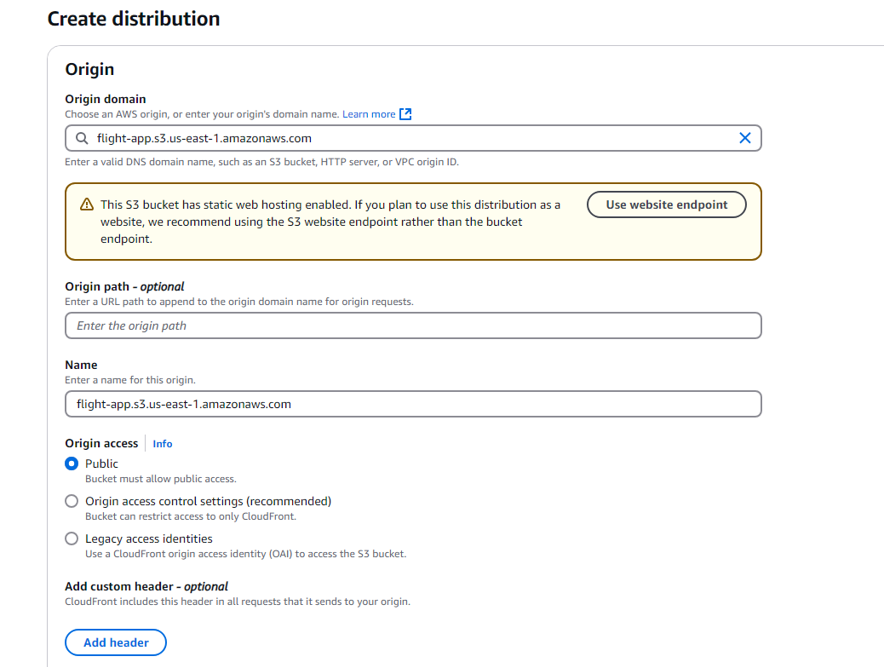 Create distribution
Origin
Origin domain
Choose an AWS origin, or enter your origin's domain name. Learn more
flight-app.s3.us-east-1.amazonaws.com
Enter a valid DNS domain name, such as an S3 bucket, HTTP server, or VPC origin ID.
This S3 bucket has static web hosting enabled. If you plan to use this distribution as a
website, we recommend using the S3 website endpoint rather than the bucket
endpoint.
Use website endpoint
Origin path - optional
Enter a URL path to append to the origin domain name for origin requests.
Enter the origin path
Name
Enter a name for this origin.
flight-app.s3.us-east-1.amazonaws.com
Origin access Info
Public
Bucket must allow public access.
Origin access control settings (recommended)
Bucket can restrict access to only CloudFront.
Legacy access identities
Use a CloudFront origin access identity (OAI) to access the S3 bucket.
Add custom header - optional
CloudFront includes this header in all requests that it sends to your origin.
Add header